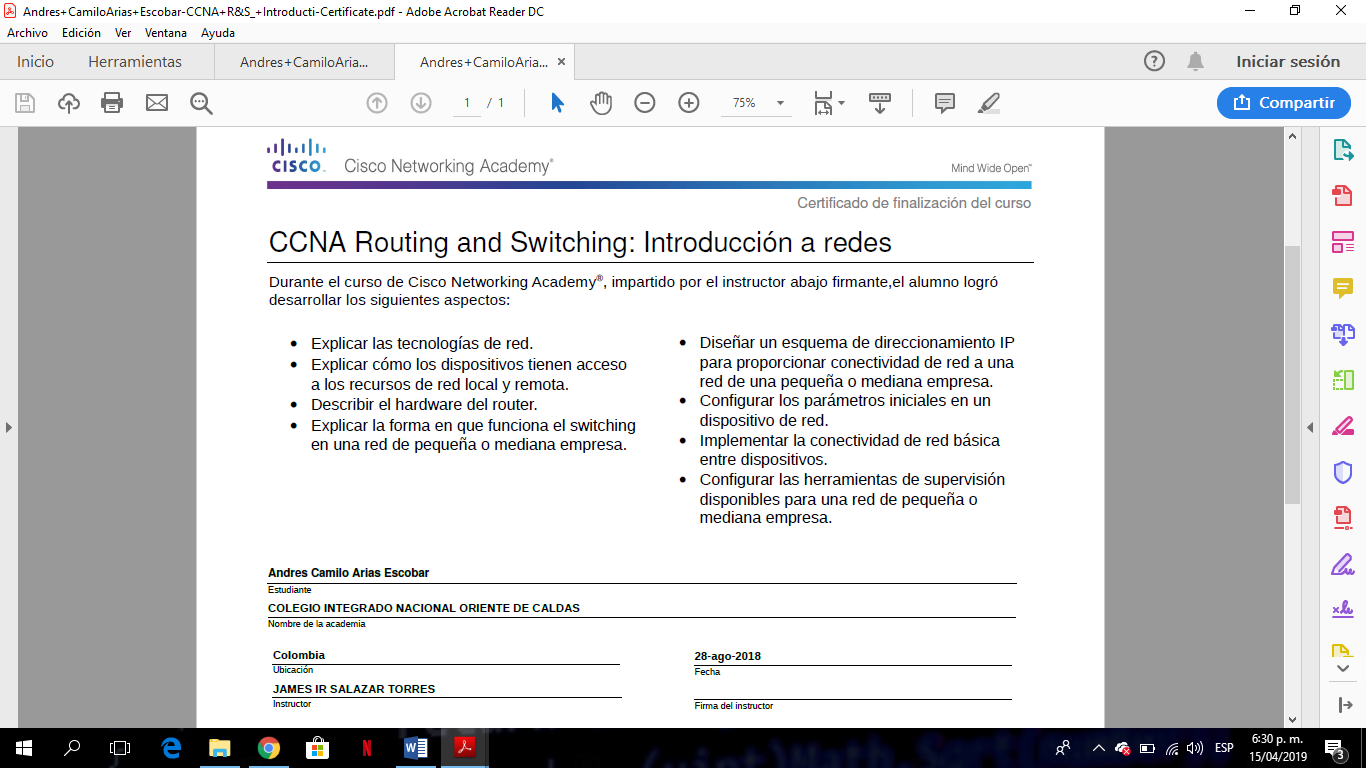 Andres+CamiloArias+Escobar-CCNA+R&S_+Introducti-Certificate.pdf - Adobe Acrobat Reader DC
Archivo Edición Ver Ventana Ayuda
Inicio Herramientas Andres+CamiloAria... Andres+CamiloAria... × Iniciar sesión
1 / 1 75% Compartir
CISCO Cisco Networking Academy® Mind Wide Open™
Certificado de finalización del curso
CCNA Routing and Switching: Introducción a redes
Durante el curso de Cisco Networking Academy®, impartido por el instructor abajo firmante,el alumno logró
desarrollar los siguientes aspectos:
• Explicar las tecnologías de red.
• Explicar cómo los dispositivos tienen acceso
a los recursos de red local y remota.
• Describir el hardware del router.
• Explicar la forma en que funciona el switching
en una red de pequeña o mediana empresa.
• Diseñar un esquema de direccionamiento IP
para proporcionar conectividad de red a una
red de una pequeña o mediana empresa.
• Configurar los parámetros iniciales en un
dispositivo de red.
• Implementar la conectividad de red básica
entre dispositivos.
• Configurar las herramientas de supervisión
disponibles para una red de pequeña o
mediana empresa.
Andres Camilo Arias Escobar
Estudiante
COLEGIO INTEGRADO NACIONAL ORIENTE DE CALDAS
Nombre de la academia
Colombia
Ubicación
28-ago-2018
Fecha
JAMES IR SALAZAR TORRES
Instructor
Firma del instructor
ESP
6:30 p. m.
15/04/2019
3